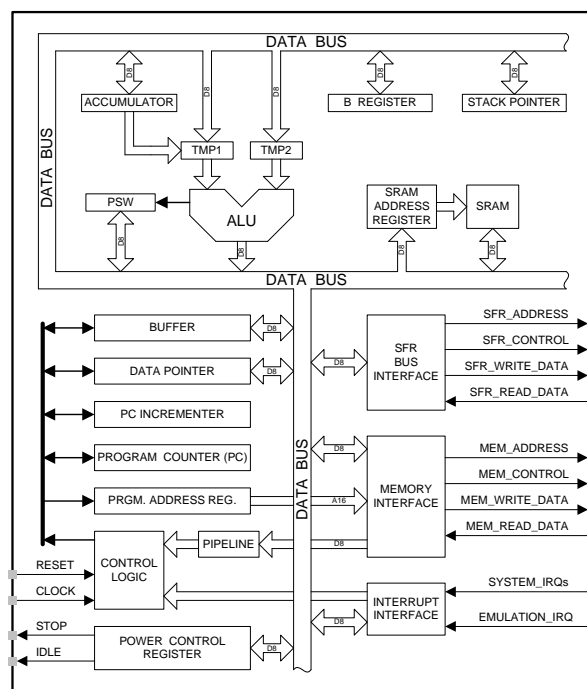 DATA BUS
D8 D8 D8 D8 D8
ACCUMULATOR B REGISTER STACK POINTER
DATA BUS
TMP1 TMP2
PSW
ALU
SRAM
ADDRESS
REGISTER
SRAM
D8 D8 D8 D8
DATA BUS
BUFFER D8
DATA POINTER D8
PC INCREMENTER
PROGRAM COUNTER (PC)
PRGM. ADDRESS REG. A16
DATA BUS
D8
SFR
BUS
INTERFACE
SFR_ADDRESS
SFR_CONTROL
SFR_WRITE_DATA
SFR_READ_DATA
D8
MEMORY
INTERFACE
MEM_ADDRESS
MEM_CONTROL
MEM_WRITE_DATA
MEM_READ_DATA
CONTROL
LOGIC
PIPELINE
D8
RESET
CLOCK
INTERRUPT
INTERFACE
D8
SYSTEM_IRQs
EMULATION_IRQ
STOP
IDLE
POWER CONTROL
REGISTER
D8